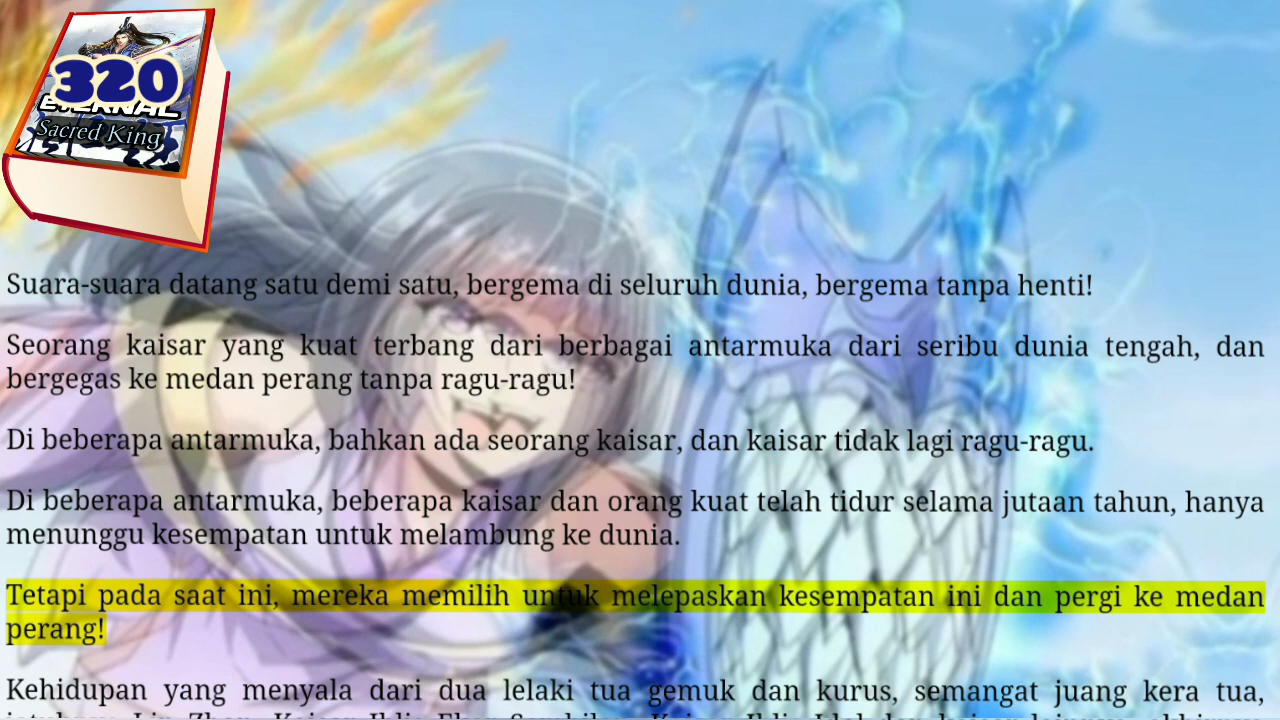 320
ETERNAL
Sacred King
Suara-suara datang satu demi satu, bergema di seluruh dunia, bergema tanpa henti!
Seorang kaisar yang kuat terbang dari berbagai antarmuka dari seribu dunia tengah, dan
bergegas ke medan perang tanpa ragu-ragu!
Di beberapa antarmuka, bahkan ada seorang kaisar, dan kaisar tidak lagi ragu-ragu.
Di beberapa antarmuka, beberapa kaisar dan orang kuat telah tidur selama jutaan tahun, hanya
menunggu kesempatan untuk melambung ke dunia.
Tetapi pada saat ini, mereka memilih untuk melepaskan kesempatan ini dan pergi ke medan
perang!
Kehidupan yang menyala dari dua lelaki tua gemuk dan kurus, semangat juang kera tua,